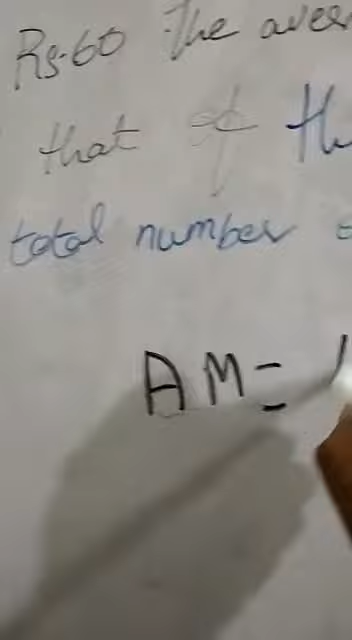 Rs.60 The aver
that of th
total number
AM =